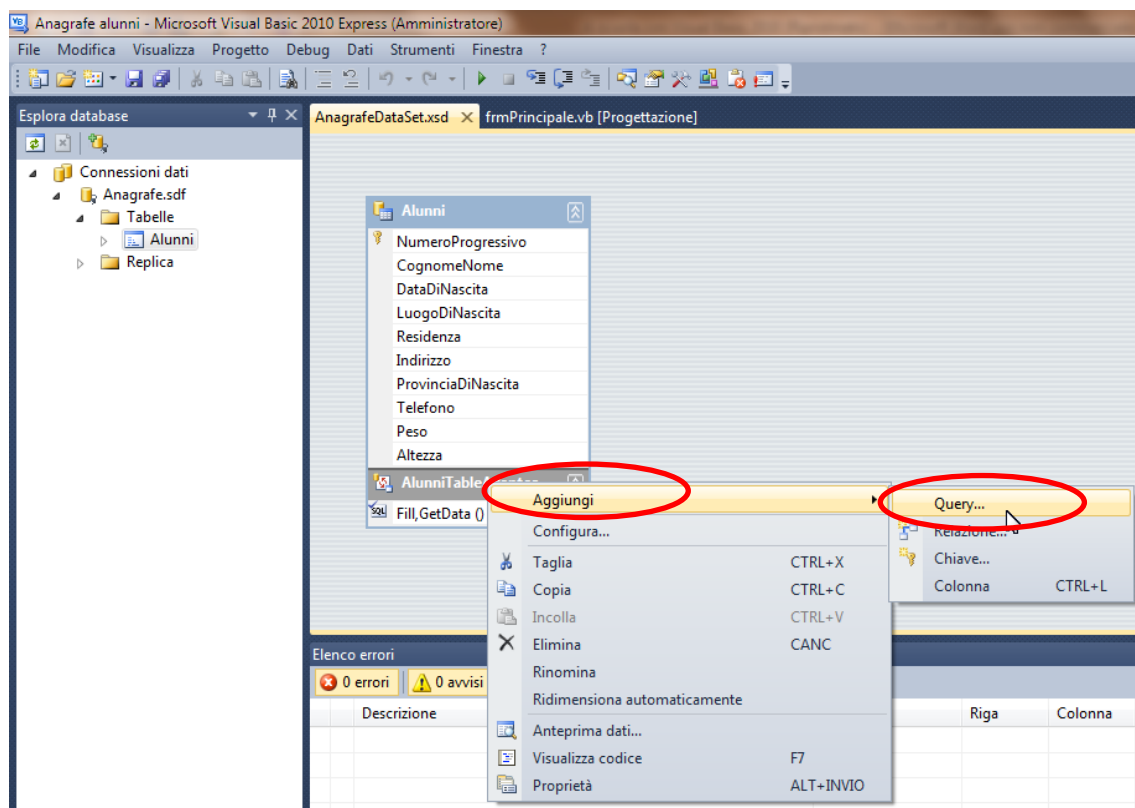 Anagrafe alunni - Microsoft Visual Basic 2010 Express (Amministratore)
File Modifica Visualizza Progetto Debug Dati Strumenti Finestra ?
Esplora database
AnagrafeDataSet.xsd frmPrincipale.vb [Progettazione]
Connessioni dati
Anagrafe.sdf
Tabelle
Alunni
Replica
Alunni
NumeroProgressivo
CognomeNome
DataDiNascita
LuogoDiNascita
Residenza
Indirizzo
ProvinciaDiNascita
Telefono
Peso
Altezza
AlunniTableAdapter
SQL Fill,GetData ()
Aggiungi
Configura...
Taglia CTRL+X
Copia CTRL+C
Incolla CTRL+V
Elimina CANC
Rinomina
Ridimensiona automaticamente
Anteprima dati...
Visualizza codice F7
Proprietà ALT+INVIO
Query...
Relazione...
Chiave...
Colonna CTRL+L
Elenco errori
0 errori 0 avvisi
Descrizione Riga Colonna